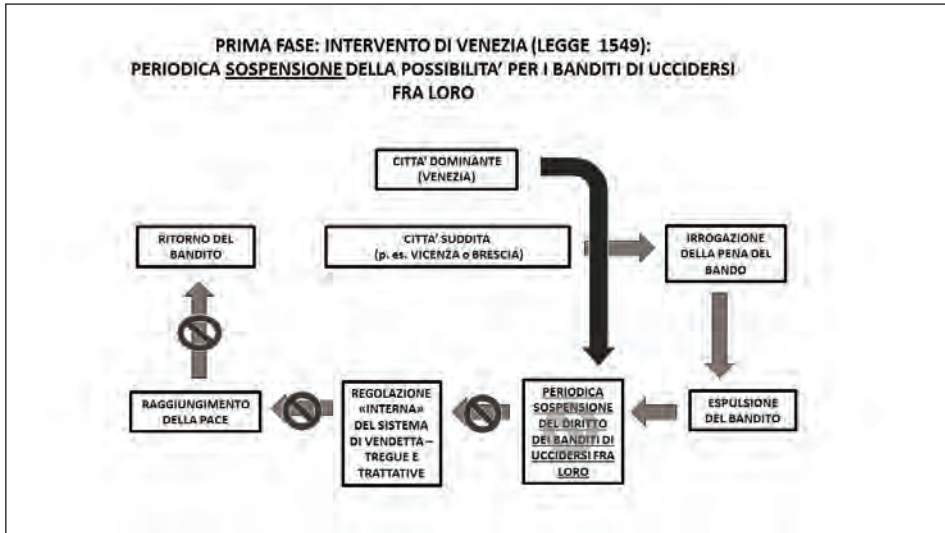 PRIMA FASE: INTERVENTO DI VENEZIA (LEGGE 1549):
PERIODICA SOSPENSIONE DELLA POSSIBILITA' PER I BANDITI DI UCCIDERSI
FRA LORO
CITTA' DOMINANTE
(VENEZIA)
RITORNO DEL
BANDITO
CITTA' SUDDITA
(p. es. VICENZA o BRESCIA)
IRROGAZIONE
DELLA PENA DEL
BANDO
RAGGIUNGIMENTO
DELLA PACE
REGOLAZIONE
«INTERNA»
DEL SISTEMA
DI VENDETTA –
TREGUE E
TRATTATIVE
PERIODICA
SOSPENSIONE
DEL DIRITTO
DEI BANDITI DI
UCCIDERSI FRA
LORO
ESPULSIONE
DEL BANDITO